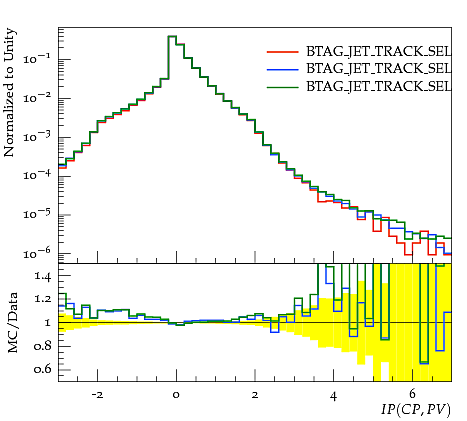 Normalized to Unity
10⁻¹
10⁻²
10⁻³
10⁻⁴
10⁻⁵
10⁻⁶
BTAG_JET_TRACK_SEL
BTAG_JET_TRACK_SEL
BTAG_JET_TRACK_SEL
MC/Data
1.4
1.2
1
0.8
0.6
-2 0 2 4 6
IP(CP, PV)